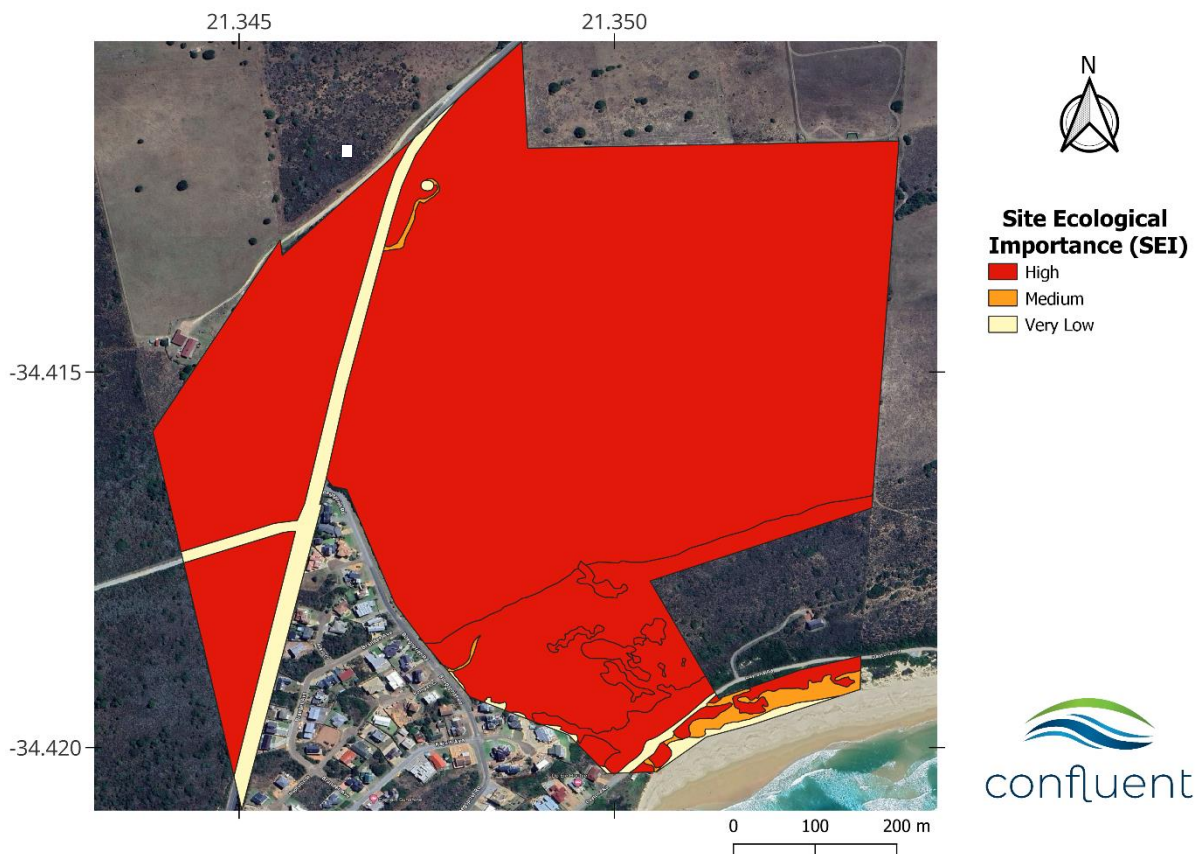 21.345
21.350
N
Site Ecological
Importance (SEI)
High
Medium
Very Low
-34.415
-34.420
confluent
0
100
200 m